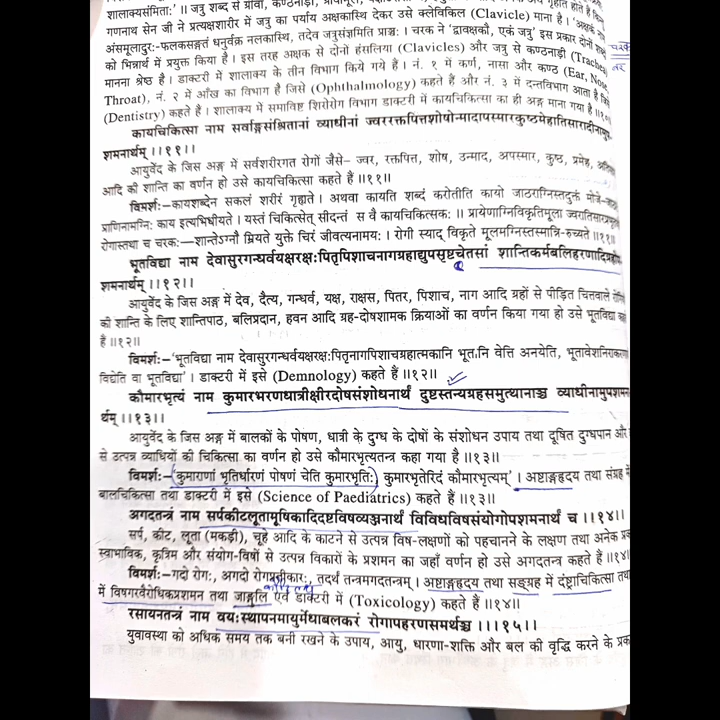 शालाक्यसंमिताः' ॥ जत्रु शब्द से ग्रीवा, कण्ठनाड़ी,
गणनाथ सेन जी ने प्रत्यक्षशारीर में जत्रु का पर्याय अक्षकास्थि देकर उसे क्लेविकिल (Clavicle) माना है। 'अक्षकं नाम
अंसमूलादुरः-फलकसङ्गतं धनुर्वक्र नलकास्थि, तदेव जत्रुसंज्ञमिति प्राञ्चः। चरक ने 'द्वावक्षकौ, एकं जत्रु' इस प्रकार दोनों शब्दों
को भिन्नार्थ में प्रयुक्त किया है। इस तरह अक्षक से दोनों हंसलिया (Clavicles) और जत्रु से कण्ठनाड़ी (Trachea)
मानना श्रेष्ठ है। डाक्टरी में शालाक्य के तीन विभाग किये गये हैं। नं. १ में कर्ण, नासा और कण्ठ (Ear, Nose,
Throat), नं. २ में आँख का विभाग है जिसे (Ophthalmology) कहते हैं और नं. ३ में दन्तविभाग आता है जिसे
(Dentistry) कहते हैं। शालाक्य में समाविष्ट शिरोरोग विभाग डाक्टरी में कायचिकित्सा का ही अङ्ग माना गया है ॥१०॥
कायचिकित्सा नाम सर्वाङ्गसंश्रितानां व्याधीनां ज्वररक्तपित्तशोषोन्मादापस्मारकुष्ठमेहातिसारादीनामुप-
शमनार्थम् ।।११।।
आयुर्वेद के जिस अङ्ग में सर्वशरीरगत रोगों जैसे- ज्वर, रक्तपित्त, शोष, उन्माद, अपस्मार, कुष्ठ, प्रमेह,
आदि की शान्ति का वर्णन हो उसे कायचिकित्सा कहते हैं ॥११॥
विमर्शः-कायशब्देन सकलं शरीरं गृह्यते। अथवा कायति शब्दं करोतीति कायो जाठराग्निस्तदुक्तं भोजे-
प्राणिनामग्निः काय इत्यभिधीयते। यस्तं चिकित्सेत् सीदन्तं स वै कायचिकित्सकः ॥ प्रायेणाग्निविकृतिमूला
रोगास्तथा च चरकः—शान्तेऽग्नौ म्रियते युक्ते चिरं जीवत्यनामयः। रोगी स्याद् विकृते मूलमग्निस्तस्मान्नि-रुच्यते ॥११॥
भूतविद्या नाम देवासुरगन्धर्वयक्षरक्षःपितृपिशाचनागग्रहाद्युपसृष्टचेतसां शान्तिकर्मबलिहरणादिग्रहोप-
शमनार्थम् ।।१२।।
आयुर्वेद के जिस अङ्ग में देव, दैत्य, गन्धर्व, यक्ष, राक्षस, पितर, पिशाच, नाग आदि ग्रहों से पीड़ित चित्तवाले
की शान्ति के लिए शान्तिपाठ, बलिप्रदान, हवन आदि ग्रह-दोषशामक क्रियाओं का वर्णन किया गया हो उसे भूतविद्या
हैं ॥१२॥
विमर्शः-'भूतविद्या नाम देवासुरगन्धर्वयक्षरक्षःपितृनागपिशाचग्रहात्मकानि भूतानि वेत्ति अनयेति,
विद्येति वा भूतविद्या'। डाक्टरी में इसे (Demnology) कहते हैं ॥१२॥
कौमारभृत्यं नाम कुमारभरणधात्रीक्षीरदोषसंशोधनार्थं दुष्टस्तन्यग्रहसमुत्थानाञ्च व्याधीनामुपशमना-
र्थम् ।।१३।।
आयुर्वेद के जिस अङ्ग में बालकों के पोषण, धात्री के दुग्ध के दोषों के संशोधन उपाय तथा दूषित दुग्धपान और
से उत्पन्न व्याधियों की चिकित्सा का वर्णन हो उसे कौमारभृत्यतन्त्र कहा गया है ॥१३॥
विमर्शः-(कुमाराणां भृतिर्धारणं पोषणं चेति कुमारभृतिः) कुमारभृतेरिदं कौमारभृत्यम्'। अष्टाङ्गहृदय तथा संग्रह में
बालचिकित्सा तथा डाक्टरी में इसे (Science of Paediatrics) कहते हैं ॥१३॥
अगदतन्त्रं नाम सर्पकीटलूतामूषिकादिदष्टविषव्यञ्जनार्थं विविधविषसंयोगोपशमनार्थं च ।।१४।।
सर्प, कीट, लूता (मकड़ी), चूहे आदि के काटने से उत्पन्न विष-लक्षणों को पहचानने के लक्षण तथा अनेक
स्वाभाविक, कृत्रिम और संयोग-विषों से उत्पन्न विकारों के प्रशमन का जहाँ वर्णन हो उसे अगदतन्त्र कहते हैं ॥१४॥
विमर्शः-गदो रोगः, अगदो रोगप्रतीकारः, तदर्थं तन्त्रमगदतन्त्रम्। अष्टाङ्गहृदय तथा सङ्ग्रह में दंष्ट्राचिकित्सा तथा
में विषगरवैरोधिकप्रशमन तथा जाङ्गलि एवं डाक्टरी में (Toxicology) कहते हैं ॥१४॥
रसायनतन्त्रं नाम वयःस्थापनमायुर्मेधाबलकरं रोगापहरणसमर्थञ्च ।।१५।।
युवावस्था को अधिक समय तक बनी रखने के उपाय, आयु, धारणा-शक्ति और बल की वृद्धि करने के